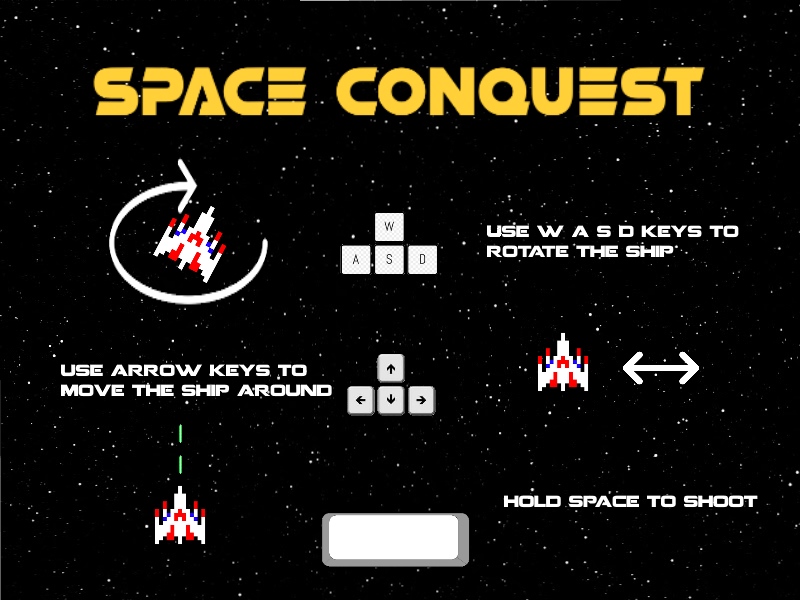 SPACE CONQUEST
W
A S D
USE W A S D KEYS TO
ROTATE THE SHIP
USE ARROW KEYS TO
MOVE THE SHIP AROUND
↑
← ↓ →
HOLD SPACE TO SHOOT